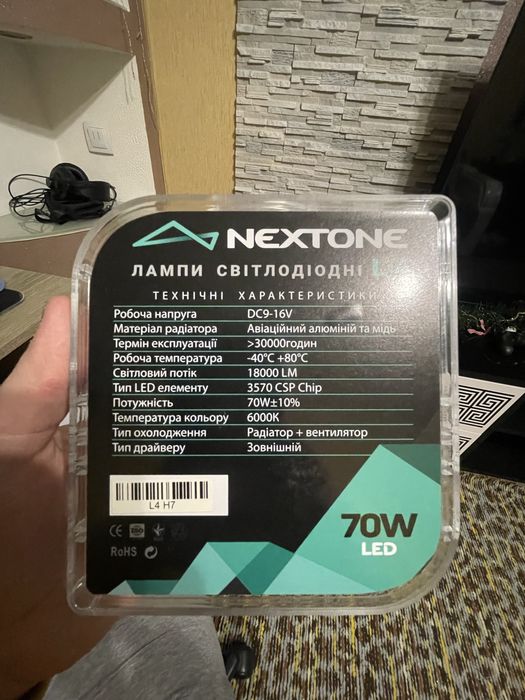 NEXTONE
ЛАМПИ СВІТЛОДІОДНІ
ТЕХНІЧНІ ХАРАКТЕРИСТИКИ
Робоча напруга DC9-16V
Матеріал радіатора Авіаційний алюміній та мідь
Термін експлуатації >30000годин
Робоча температура -40°C +80°C
Світловий потік 18000 LM
Тип LED елементу 3570 CSP Chip
Потужність 70W±10%
Температура кольору 6000K
Тип охолодження Радіатор + вентилятор
Тип драйверу Зовнішній
L4 H7
CE ISO
RoHS
70W
LED